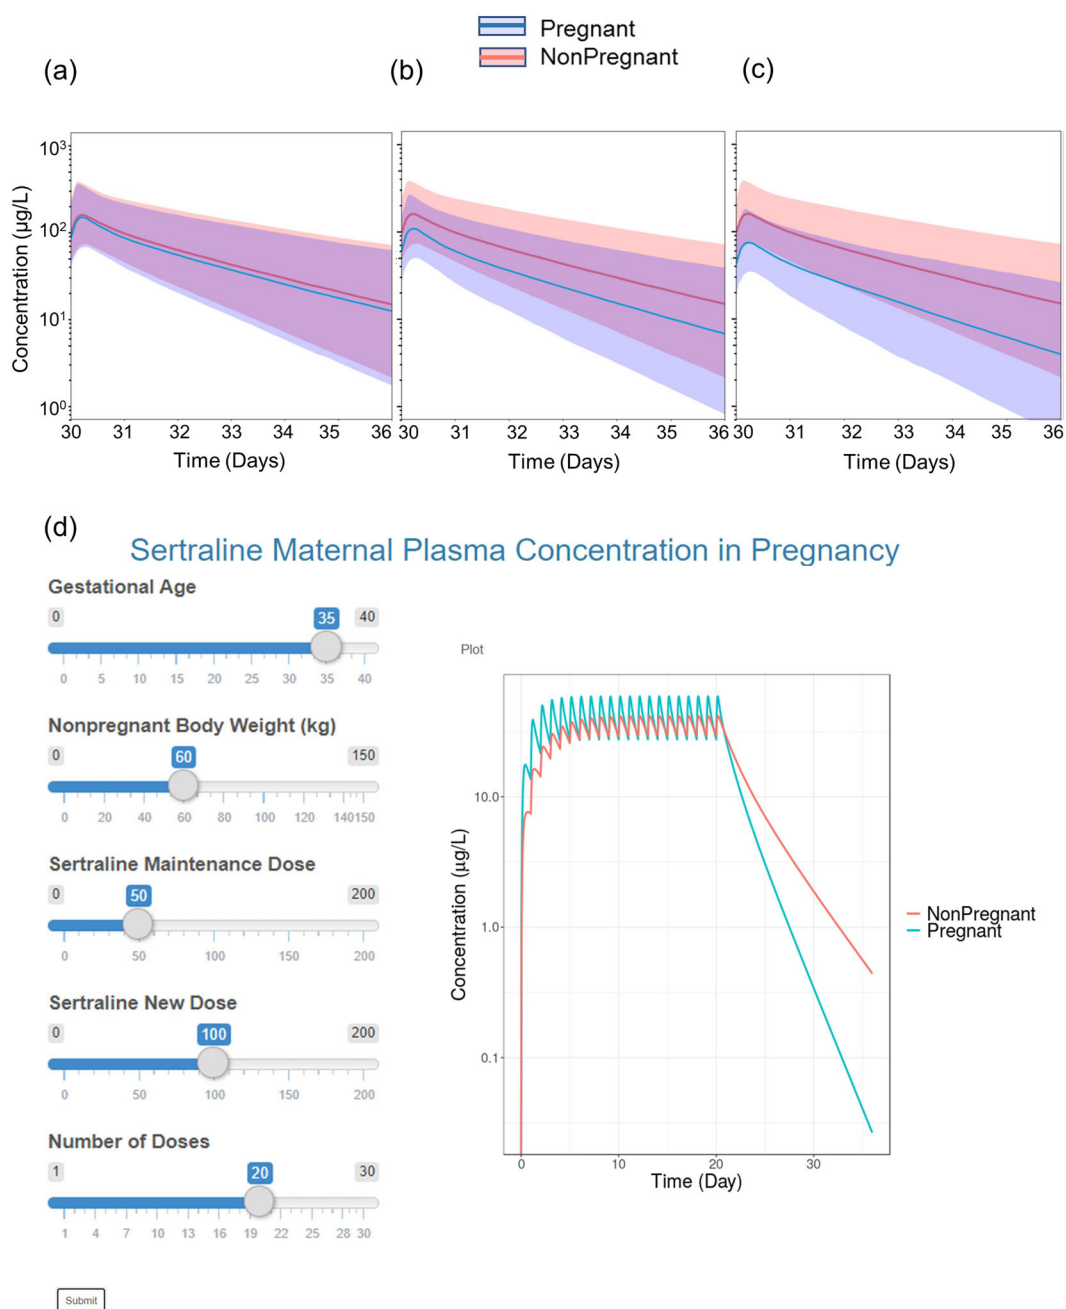 Pregnant
NonPregnant
(a)
(b)
(c)
Concentration (µg/L)
10³
10²
10¹
10⁰
30 31 32 33 34 35 36
30 31 32 33 34 35 36
30 31 32 33 34 35 36
Time (Days)
Time (Days)
Time (Days)
(d)
Sertraline Maternal Plasma Concentration in Pregnancy
Gestational Age
0 35 40
0 5 10 15 20 25 30 35 40
Nonpregnant Body Weight (kg)
0 60 150
0 20 40 60 80 100 120 140150
Sertraline Maintenance Dose
0 50 200
0 50 100 150 200
Sertraline New Dose
0 100 200
0 50 100 150 200
Number of Doses
1 20 30
1 4 7 10 13 16 19 22 25 28 30
Submit
Plot
Concentration (µg/L)
10.0
1.0
0.1
0 10 20 30
Time (Day)
NonPregnant
Pregnant